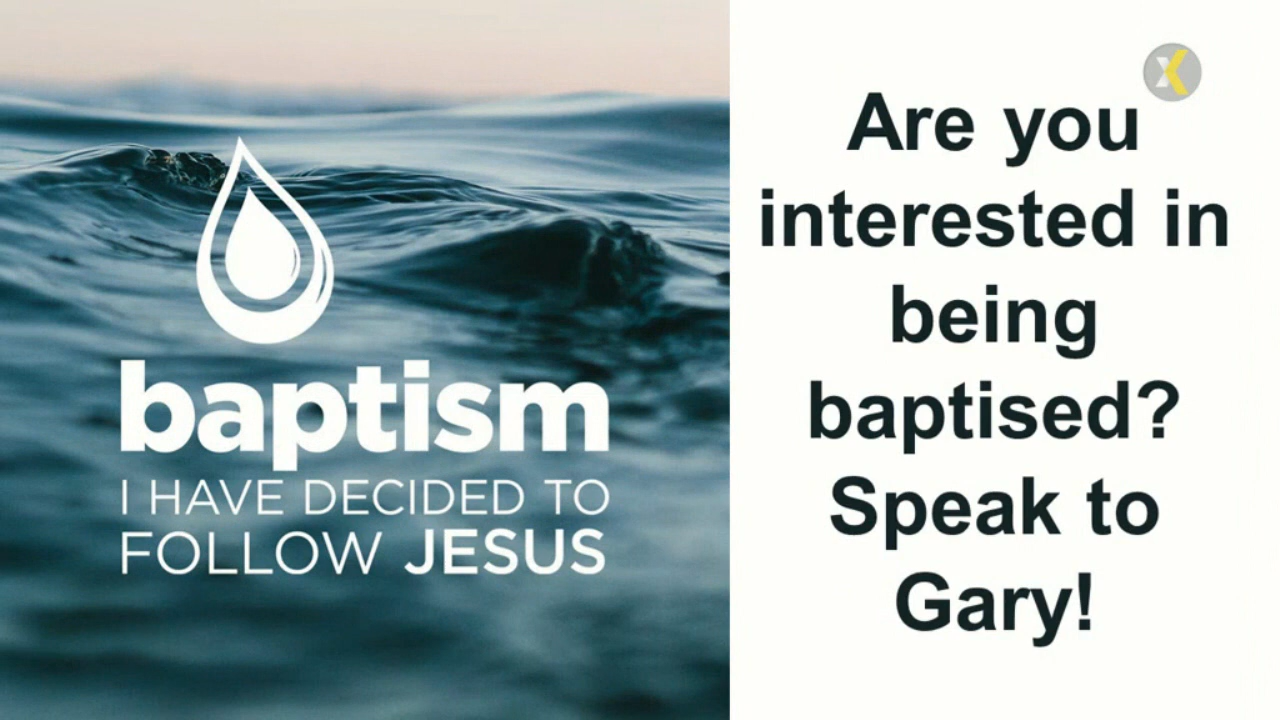 baptism
I HAVE DECIDED TO
FOLLOW JESUS
Are you
interested in
being
baptised?
Speak to
Gary!